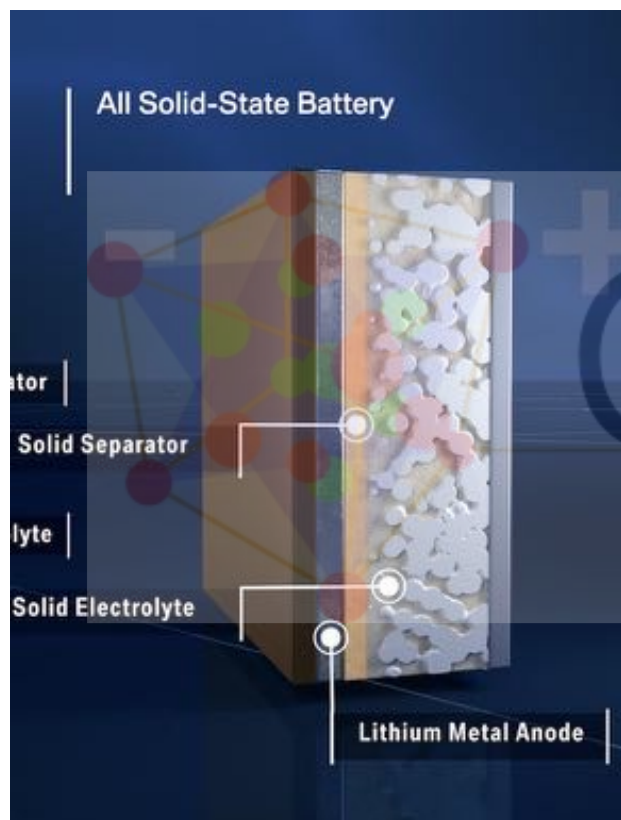 All Solid-State Battery
ator
Solid Separator
lyte
Solid Electrolyte
Lithium Metal Anode